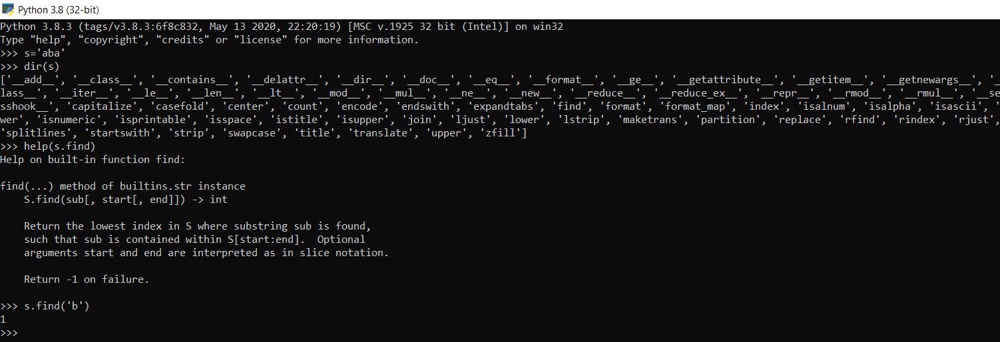 Python 3.8 (32-bit)
Python 3.8.3 (tags/v3.8.3:6f8c832, May 13 2020, 22:20:19) [MSC v.1925 32 bit (Intel)] on win32
Type "help", "copyright", "credits" or "license" for more information.
>>> s='aba'
>>> dir(s)
['__add__', '__class__', '__contains__', '__delattr__', '__dir__', '__doc__', '__eq__', '__format__', '__ge__', '__getattribute__', '__getitem__', '__getnewargs__', '_
lass__', '__iter__', '__le__', '__len__', '__lt__', '__mod__', '__mul__', '__ne__', '__new__', '__reduce__', '__reduce_ex__', '__repr__', '__rmod__', '__rmul__', '__se
sshook__', 'capitalize', 'casefold', 'center', 'count', 'encode', 'endswith', 'expandtabs', 'find', 'format', 'format_map', 'index', 'isalnum', 'isalpha', 'isascii', '
wer', 'isnumeric', 'isprintable', 'isspace', 'istitle', 'isupper', 'join', 'ljust', 'lower', 'lstrip', 'maketrans', 'partition', 'replace', 'rfind', 'rindex', 'rjust',
'splitlines', 'startswith', 'strip', 'swapcase', 'title', 'translate', 'upper', 'zfill']
>>> help(s.find)
Help on built-in function find:
find(...) method of builtins.str instance
S.find(sub[, start[, end]]) -> int
Return the lowest index in S where substring sub is found,
such that sub is contained within S[start:end].  Optional
arguments start and end are interpreted as in slice notation.
Return -1 on failure.
>>> s.find('b')
1
>>>